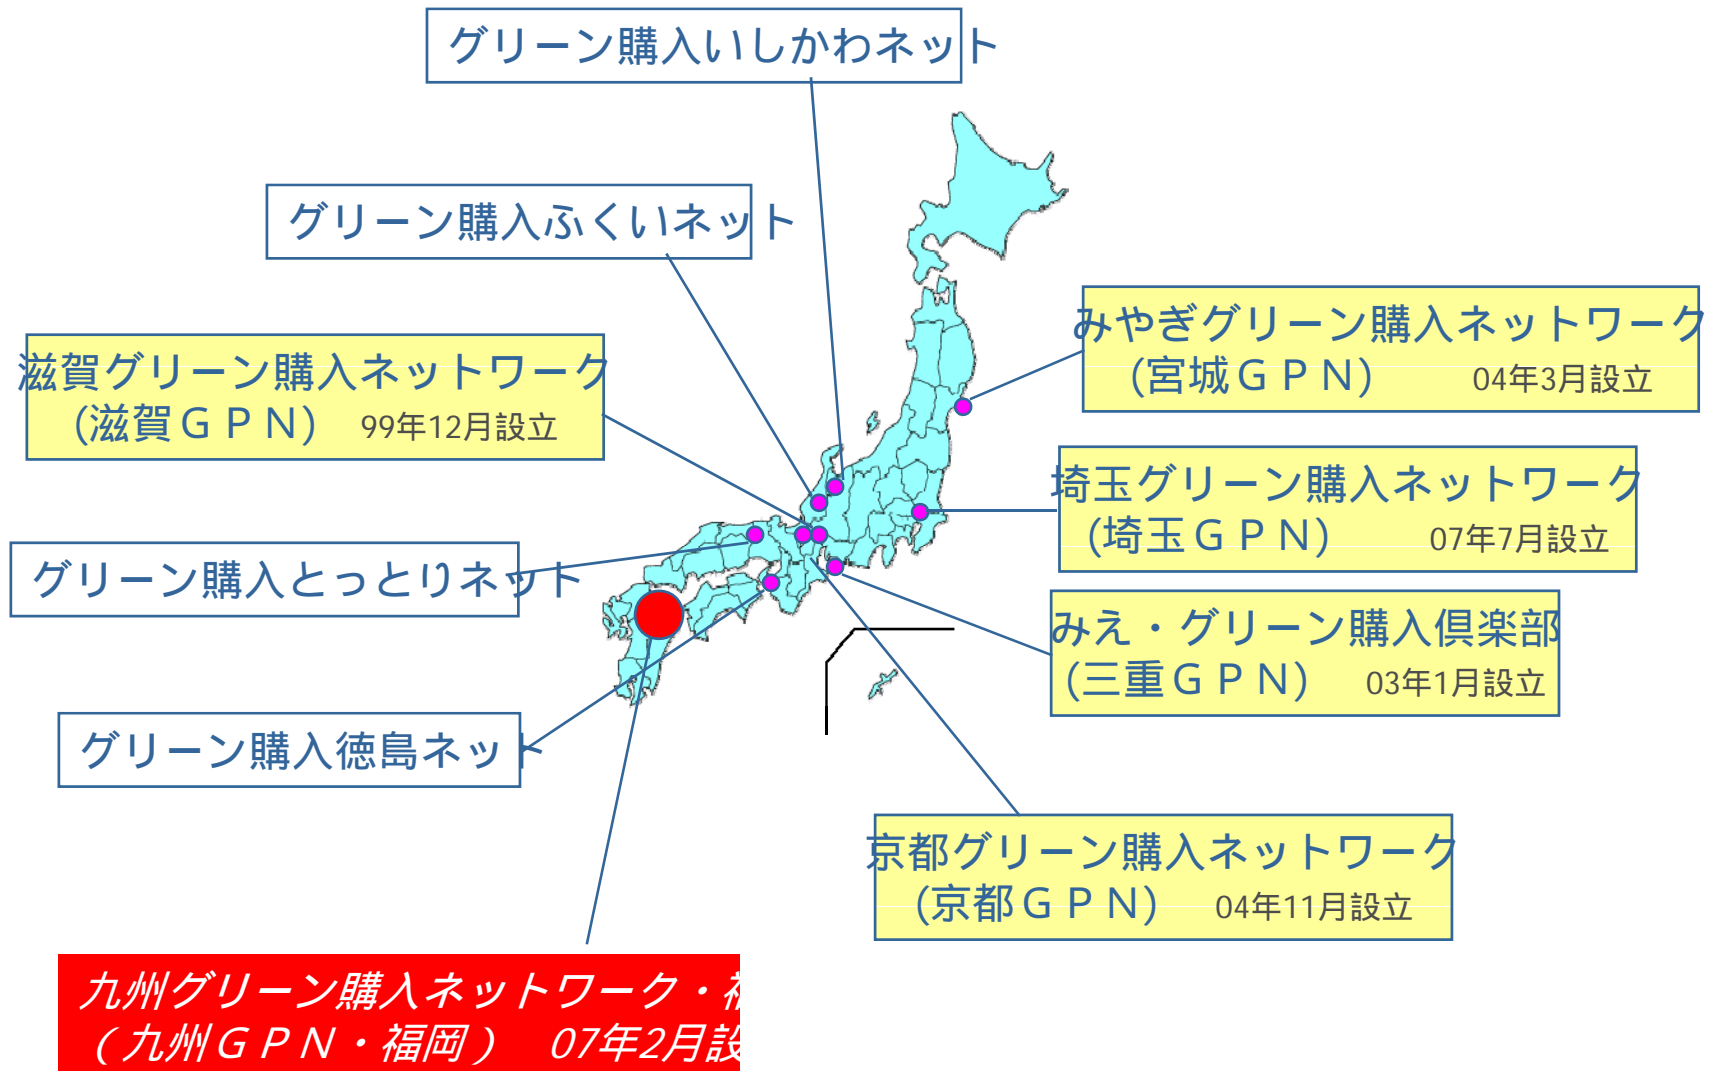 グリーン購入いしかわネット
グリーン購入ふくいネット
みやぎグリーン購入ネットワーク
(宮城ＧＰＮ) 04年3月設立
滋賀グリーン購入ネットワーク
(滋賀ＧＰＮ) 99年12月設立
埼玉グリーン購入ネットワーク
(埼玉ＧＰＮ) 07年7月設立
グリーン購入とっとりネット
みえ・グリーン購入倶楽部
(三重ＧＰＮ) 03年1月設立
グリーン購入徳島ネット
京都グリーン購入ネットワーク
(京都ＧＰＮ) 04年11月設立
九州グリーン購入ネットワーク・
（九州ＧＰＮ・福岡） 07年2月設